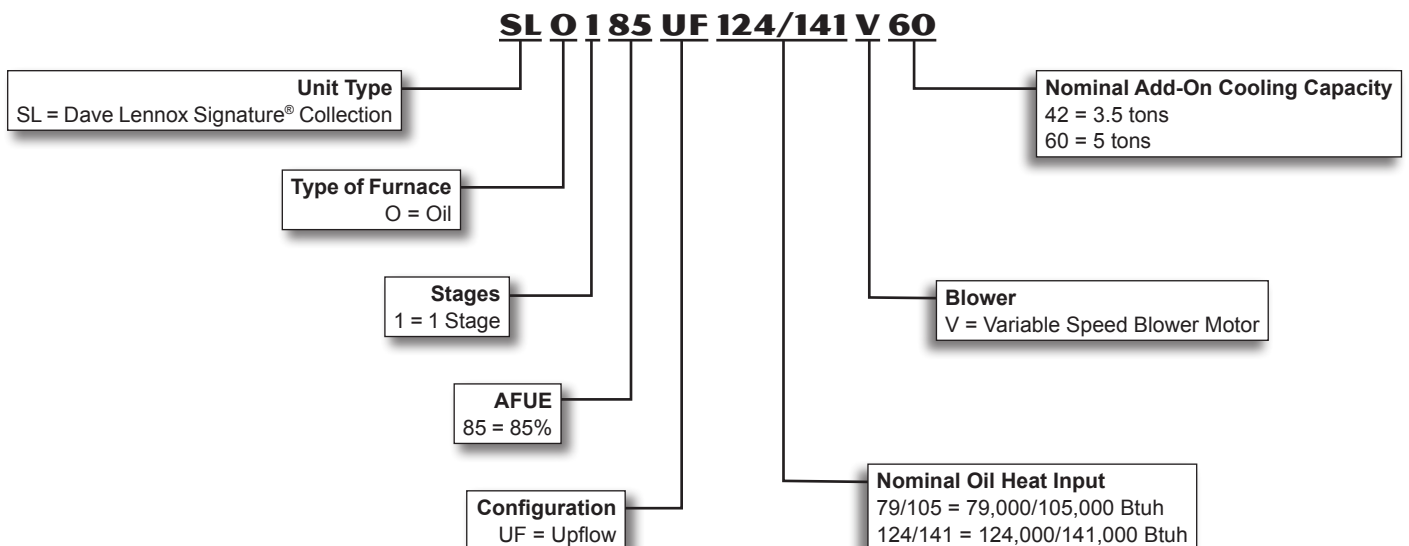 SL O 1 85 UF 124/141 V 60
Unit Type
SL = Dave Lennox Signature® Collection
Nominal Add-On Cooling Capacity
42 = 3.5 tons
60 = 5 tons
Type of Furnace
O = Oil
Stages
1 = 1 Stage
Blower
V = Variable Speed Blower Motor
AFUE
85 = 85%
Configuration
UF = Upflow
Nominal Oil Heat Input
79/105 = 79,000/105,000 Btuh
124/141 = 124,000/141,000 Btuh